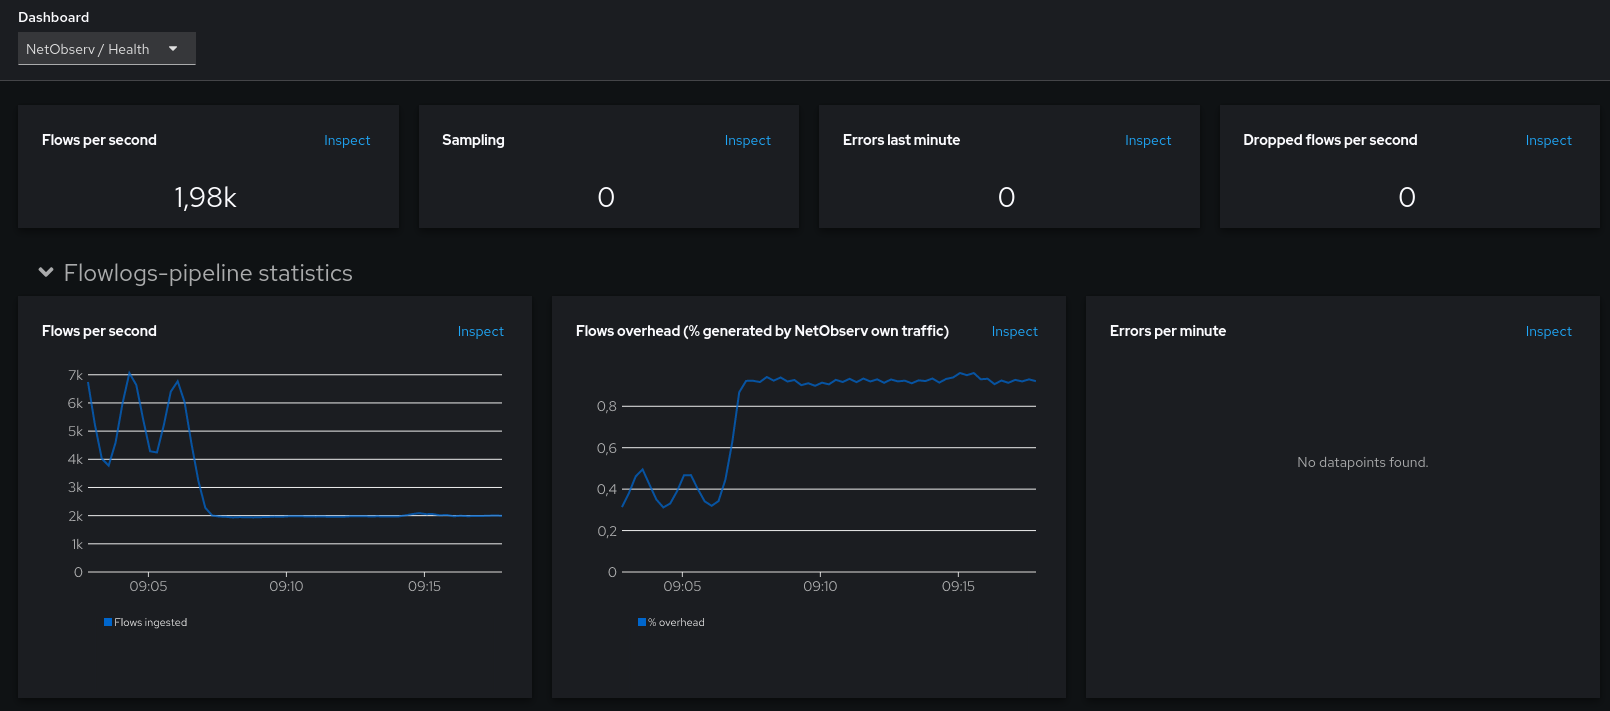 Dashboard
NetObserv / Health
Flows per second Inspect
1,98k
Sampling Inspect
0
Errors last minute Inspect
0
Dropped flows per second Inspect
0
Flowlogs-pipeline statistics
Flows per second Inspect
7k
6k
5k
4k
3k
2k
1k
0
09:05 09:10 09:15
Flows ingested
Flows overhead (% generated by NetObserv own traffic) Inspect
0,8
0,6
0,4
0,2
0
09:05 09:10 09:15
% overhead
Errors per minute Inspect
No datapoints found.